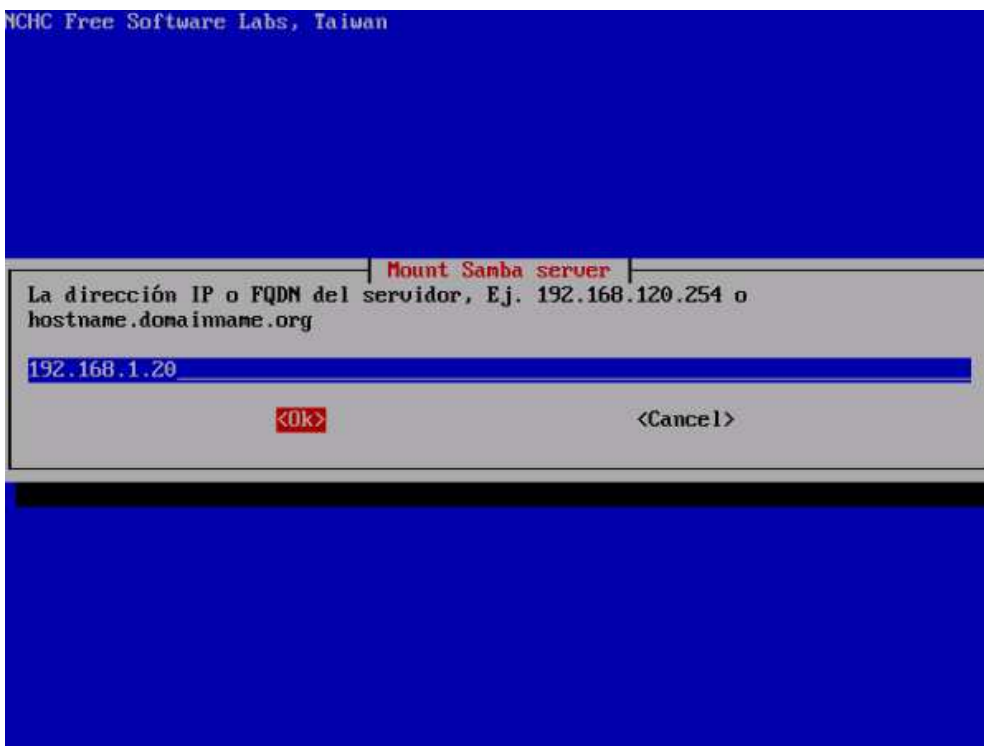 NCHC Free Software Labs, Taiwan
Mount Samba server
La dirección IP o FQDN del servidor, Ej. 192.168.120.254 o
hostname.domainname.org
192.168.1.20
<Ok> <Cancel>